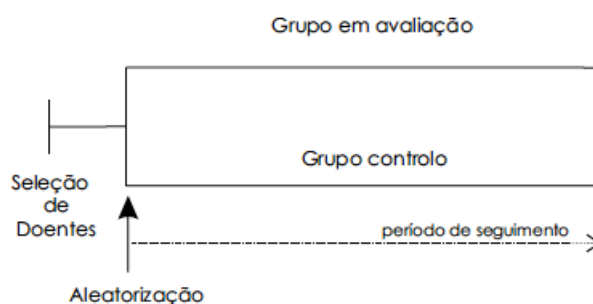 Grupo em avaliação
Grupo controlo
Seleção
de
Doentes
período de seguimento
Aleatorização